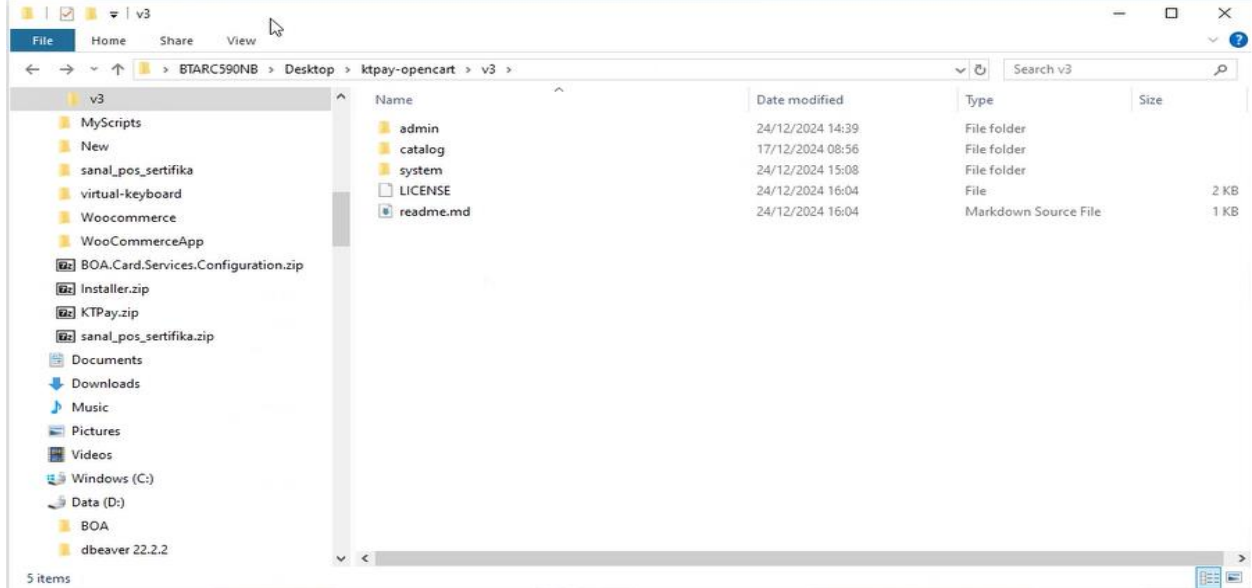 v3
File Home Share View
BTARC590NB > Desktop > ktpay-opencart > v3 >
Search v3
v3
MyScripts
New
sanal_pos_sertifika
virtual-keyboard
Woocommerce
WooCommerceApp
BOA.Card.Services.Configuration.zip
Installer.zip
KTPay.zip
sanal_pos_sertifika.zip
Documents
Downloads
Music
Pictures
Videos
Windows (C:)
Data (D:)
BOA
dbeaver 22.2.2
Name Date modified Type Size
admin 24/12/2024 14:39 File folder
catalog 17/12/2024 08:56 File folder
system 24/12/2024 15:08 File folder
LICENSE 24/12/2024 16:04 File 2 KB
readme.md 24/12/2024 16:04 Markdown Source File 1 KB
5 items